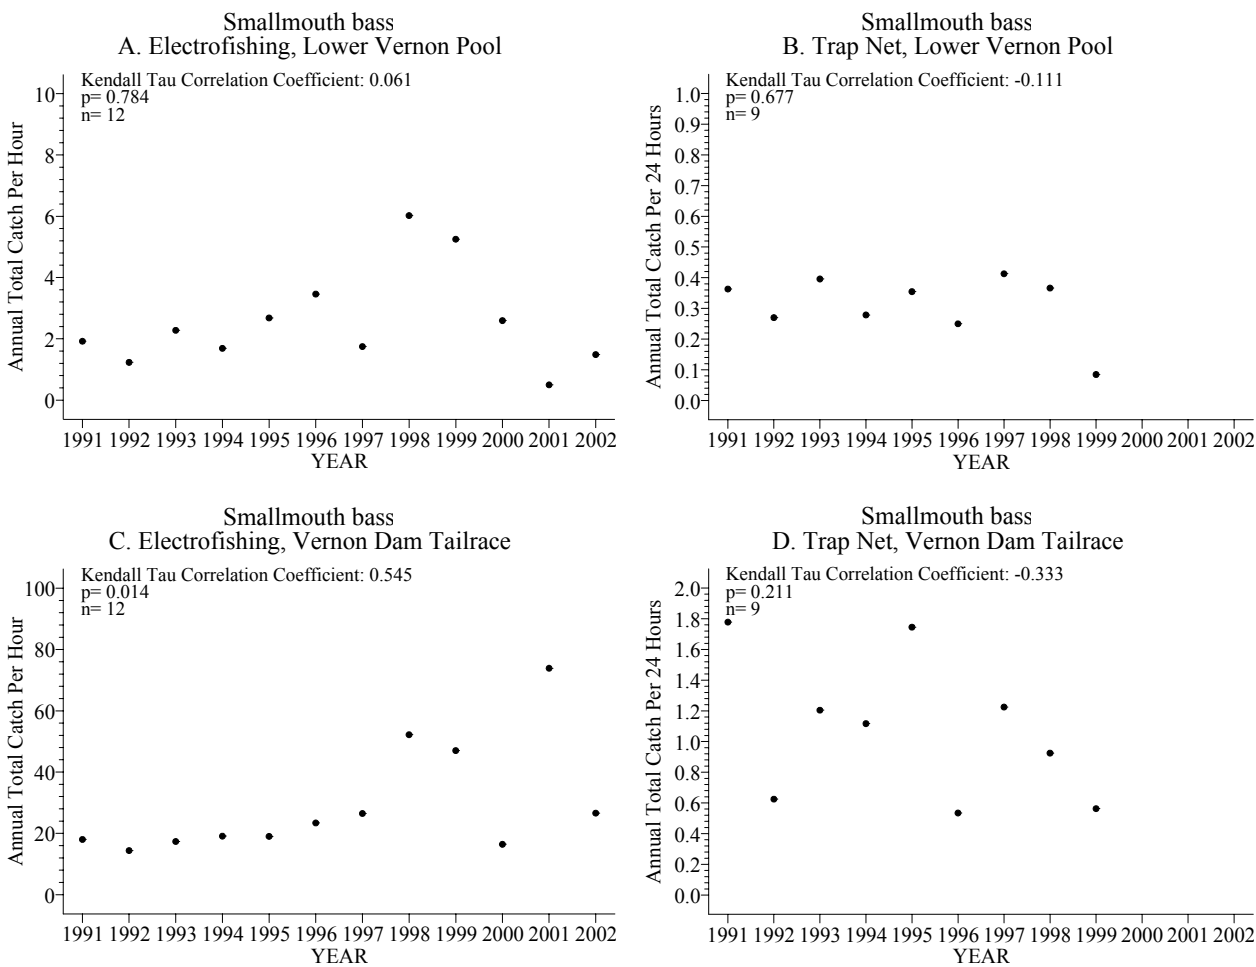 Smallmouth bass
A. Electrofishing, Lower Vernon Pool
Kendall Tau Correlation Coefficient: 0.061
p= 0.784
n= 12
Annual Total Catch Per Hour
10
8
6
4
2
0
1991 1992 1993 1994 1995 1996 1997 1998 1999 2000 2001 2002
YEAR
Smallmouth bass
B. Trap Net, Lower Vernon Pool
Kendall Tau Correlation Coefficient: -0.111
p= 0.677
n= 9
Annual Total Catch Per 24 Hours
1.0
0.9
0.8
0.7
0.6
0.5
0.4
0.3
0.2
0.1
0.0
1991 1992 1993 1994 1995 1996 1997 1998 1999 2000 2001 2002
YEAR
Smallmouth bass
C. Electrofishing, Vernon Dam Tailrace
Kendall Tau Correlation Coefficient: 0.545
p= 0.014
n= 12
Annual Total Catch Per Hour
100
80
60
40
20
0
1991 1992 1993 1994 1995 1996 1997 1998 1999 2000 2001 2002
YEAR
Smallmouth bass
D. Trap Net, Vernon Dam Tailrace
Kendall Tau Correlation Coefficient: -0.333
p= 0.211
n= 9
Annual Total Catch Per 24 Hours
2.0
1.8
1.6
1.4
1.2
1.0
0.8
0.6
0.4
0.2
0.0
1991 1992 1993 1994 1995 1996 1997 1998 1999 2000 2001 2002
YEAR